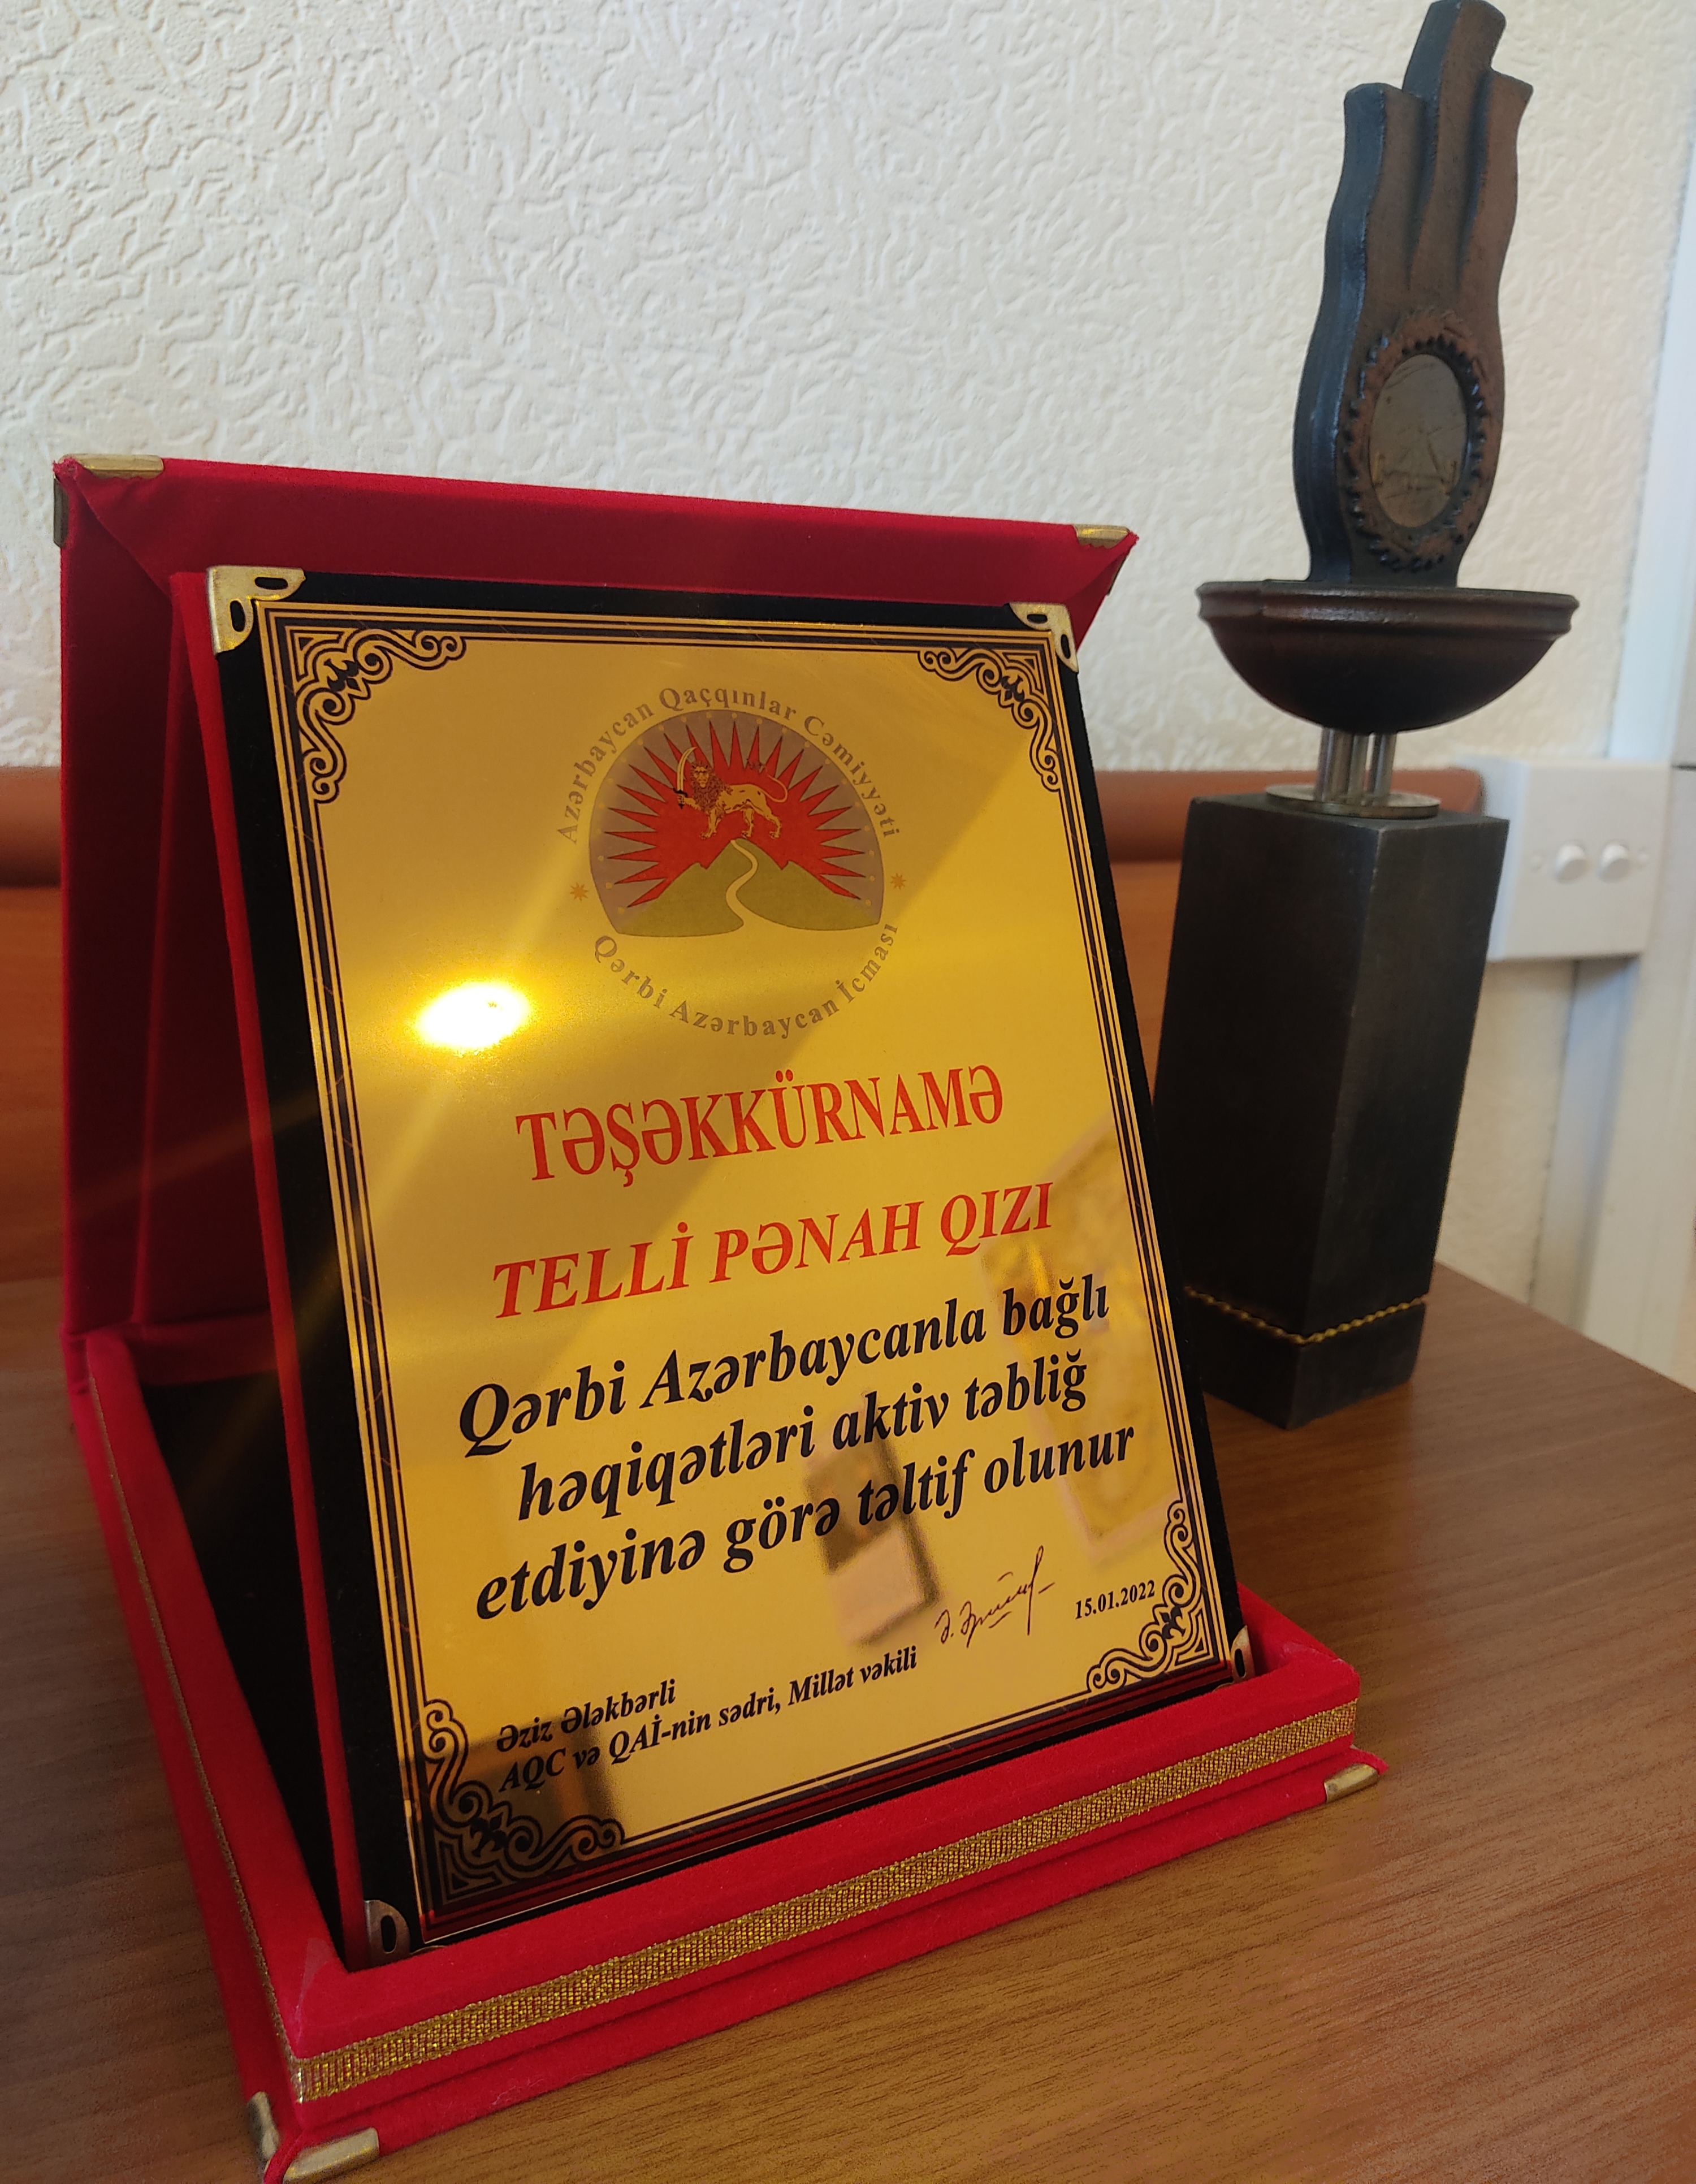 Azərbaycan Qaçqınlar Cəmiyyəti
Qərbi Azərbaycan İcması
TƏŞƏKKÜRNAMƏ
TELLİ PƏNAH QIZI
Qərbi Azərbaycanla bağlı
həqiqətləri aktiv təbliğ
etdiyinə görə təltif olunur
15.01.2022
Əziz Ələkbərli
AQC və QAİ-nin sədri, Millət vəkili